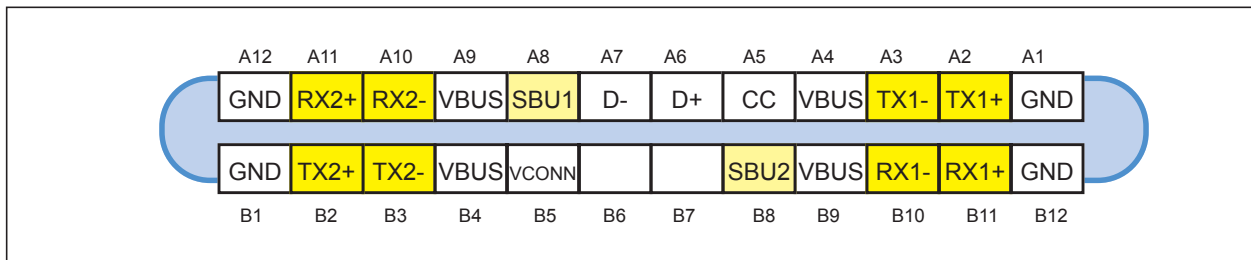 A12 A11 A10 A9 A8 A7 A6 A5 A4 A3 A2 A1
GND RX2+ RX2- VBUS SBU1 D- D+ CC VBUS TX1- TX1+ GND
GND TX2+ TX2- VBUS VCONN SBU2 VBUS RX1- RX1+ GND
B1 B2 B3 B4 B5 B6 B7 B8 B9 B10 B11 B12